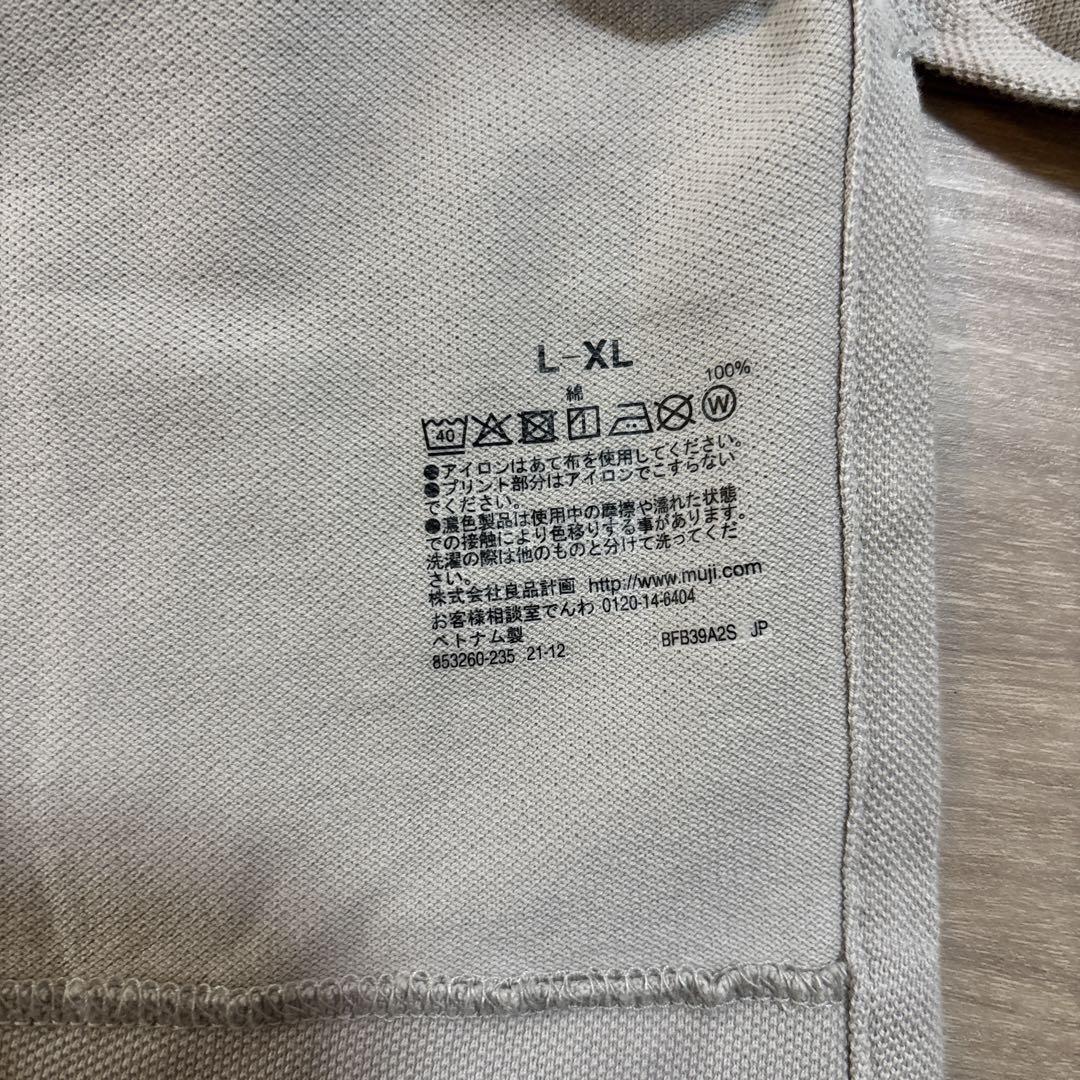 L-XL
綿 100%
40 W
●アイロンはあて布を使用してください。
●プリント部分はアイロンでこすらない
でください。
●濃色製品は使用中の摩擦や濡れた状態
での接触により色移りする事があります。
洗濯の際は他のものと分けて洗ってくだ
さい。
株式会社良品計画 http://www.muji.com
お客様相談室でんわ 0120-14-6404
ベトナム製
853260-235 21-12 BFB39A2S JP